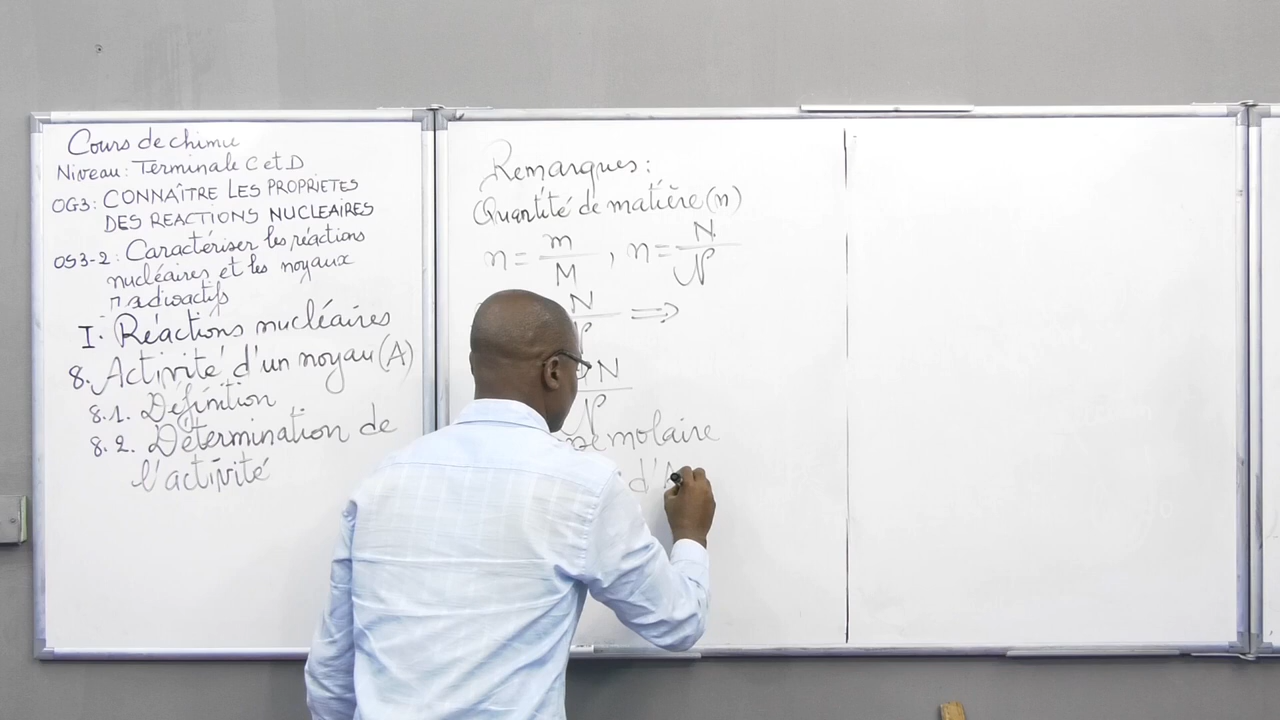 Cours de chimie
Niveau: Terminale C et D
OG3: CONNAÎTRE LES PROPRIETES
DES REACTIONS NUCLEAIRES
OS3-2: Caractériser les réactions
nucléaires et les noyaux
radioactifs
I. Réactions nucléaires
8. Activité d'un noyau (A)
8.1. Définition
8.2. Détermination de
l'activité
Remarques:
Quantité de matière (n)
n = m/M, n = N/𝒩
N/𝒩 ⟹
N/𝒩
molaire
d'A